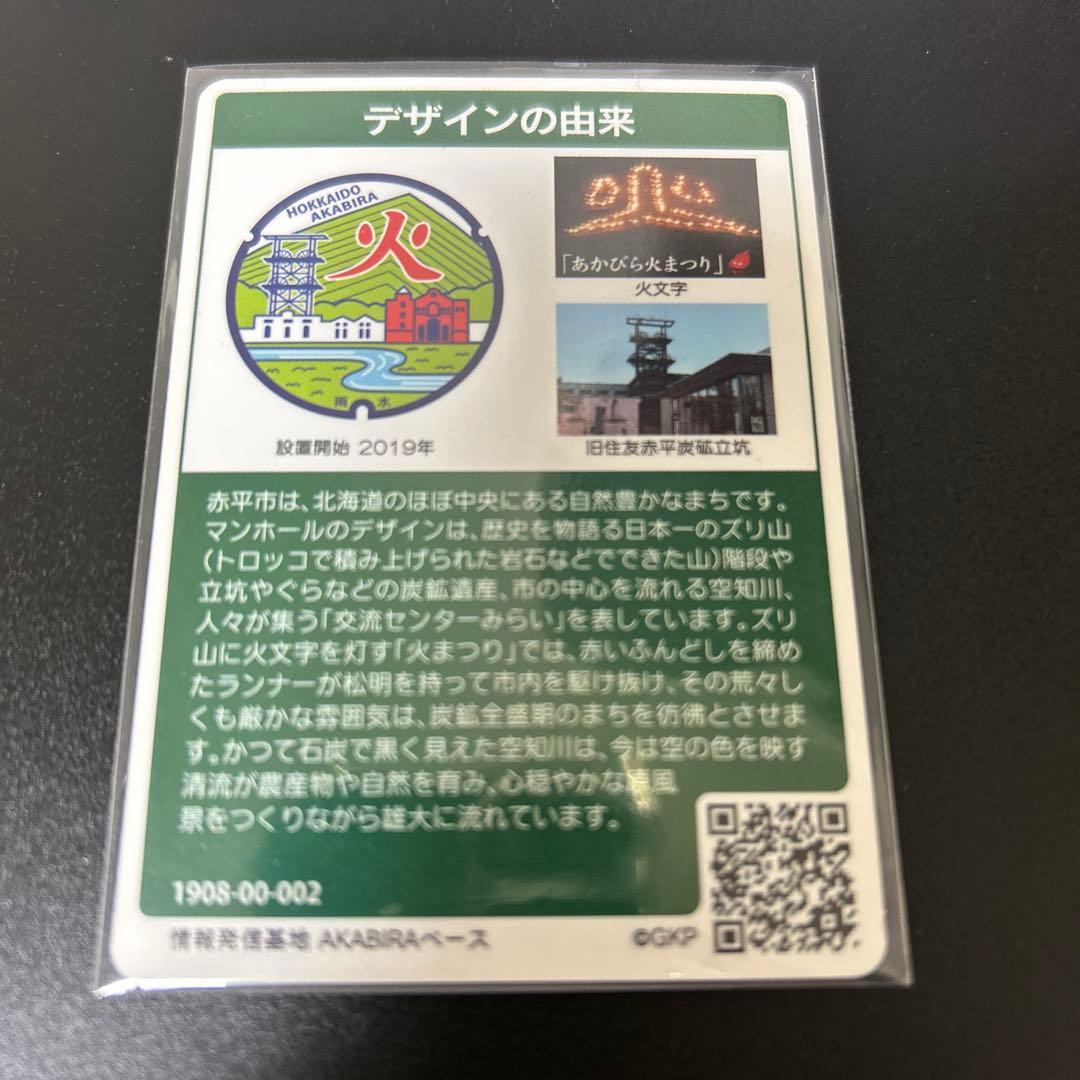 デザインの由来
HOKKAIDO
AKABIRA
火
雨 水
設置開始 2019年
「あかびら火まつり」
火文字
旧住友赤平炭砿立坑
赤平市は、北海道のほぼ中央にある自然豊かなまちです。
マンホールのデザインは、歴史を物語る日本一のズリ山
(トロッコで積み上げられた岩石などでできた山)階段や
立坑やぐらなどの炭鉱遺産、市の中心を流れる空知川、
人々が集う「交流センターみらい」を表しています。ズリ
山に火文字を灯す「火まつり」では、赤いふんどしを締め
たランナーが松明を持って市内を駆け抜け、その荒々し
くも厳かな雰囲気は、炭鉱全盛期のまちを彷彿とさせま
す。かつて石炭で黒く見えた空知川は、今は空の色を映す
清流が農産物や自然を育み、心穏やかな風
景をつくりながら雄大に流れています。
1908-00-002
情報発信基地 AKABIRAベース
©GKP